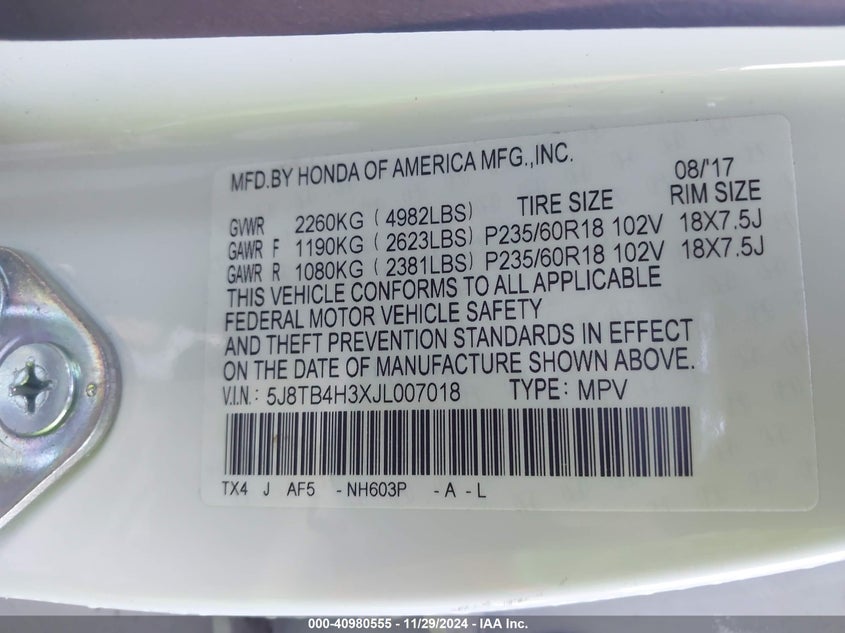 MFD.BY HONDA OF AMERICA MFG.,INC. 08/'17
GVWR 2260KG ( 4982LBS) TIRE SIZE RIM SIZE
GAWR F 1190KG ( 2623LBS) P235/60R18 102V 18X7.5J
GAWR R 1080KG ( 2381LBS) P235/60R18 102V 18X7.5J
THIS VEHICLE CONFORMS TO ALL APPLICABLE
FEDERAL MOTOR VEHICLE SAFETY
AND THEFT PREVENTION STANDARDS IN EFFECT
ON THE DATE OF MANUFACTURE SHOWN ABOVE.
V.I.N.: 5J8TB4H3XJL007018 TYPE: MPV
TX4 J AF5 -NH603P -A -L
000-40980555 - 11/29/2024 - IAA Inc.